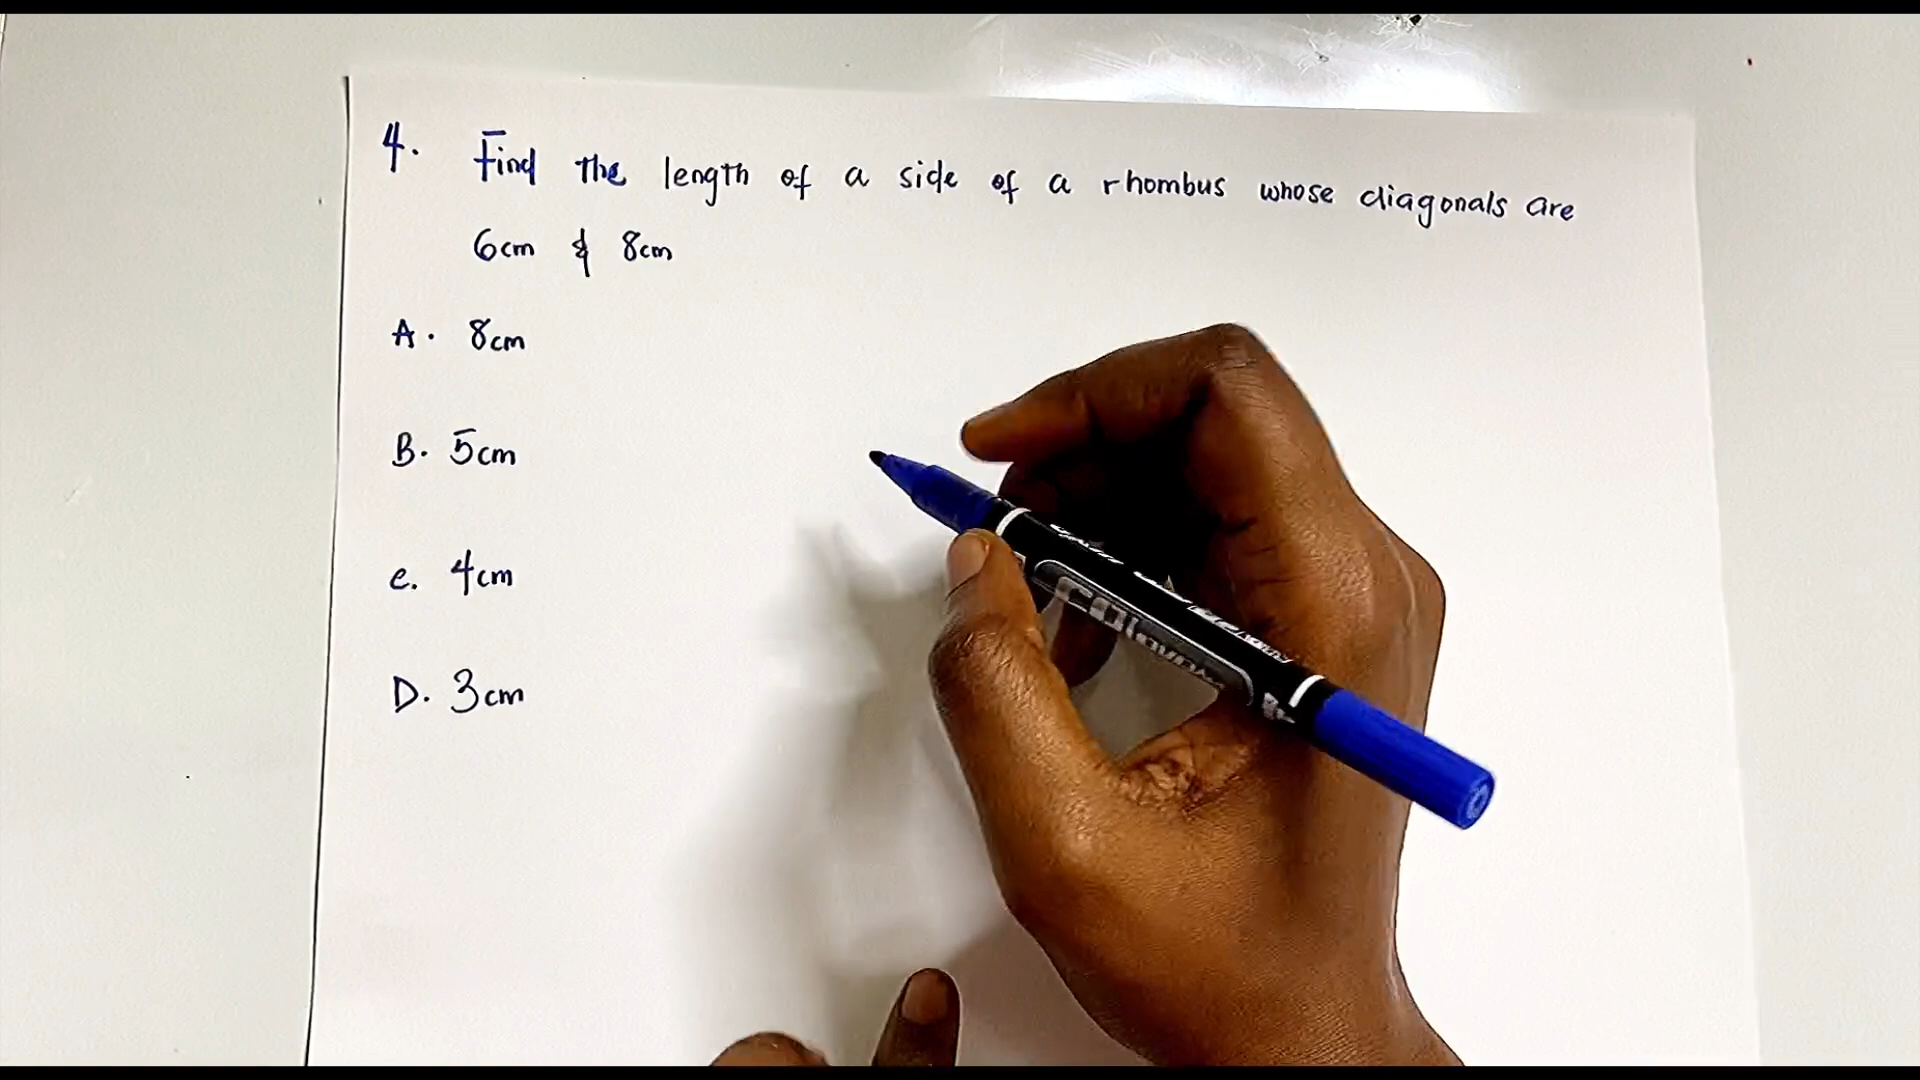 4. Find the length of a side of a rhombus whose diagonals are
6cm & 8cm
A. 8cm
B. 5cm
C. 4cm
D. 3cm